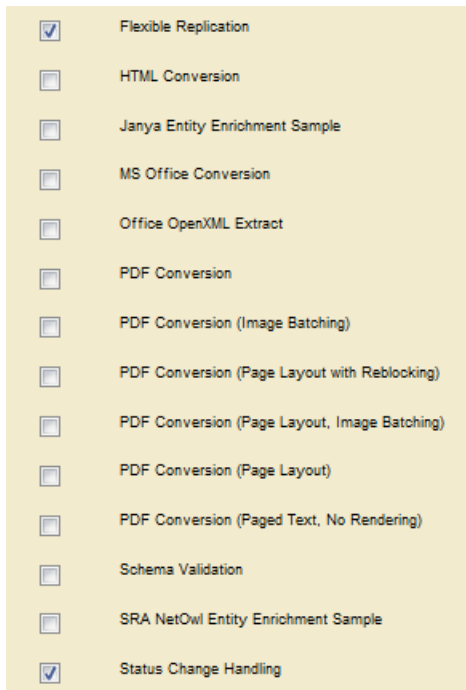 Flexible Replication
HTML Conversion
Janya Entity Enrichment Sample
MS Office Conversion
Office OpenXML Extract
PDF Conversion
PDF Conversion (Image Batching)
PDF Conversion (Page Layout with Reblocking)
PDF Conversion (Page Layout, Image Batching)
PDF Conversion (Page Layout)
PDF Conversion (Paged Text, No Rendering)
Schema Validation
SRA NetOwl Entity Enrichment Sample
Status Change Handling